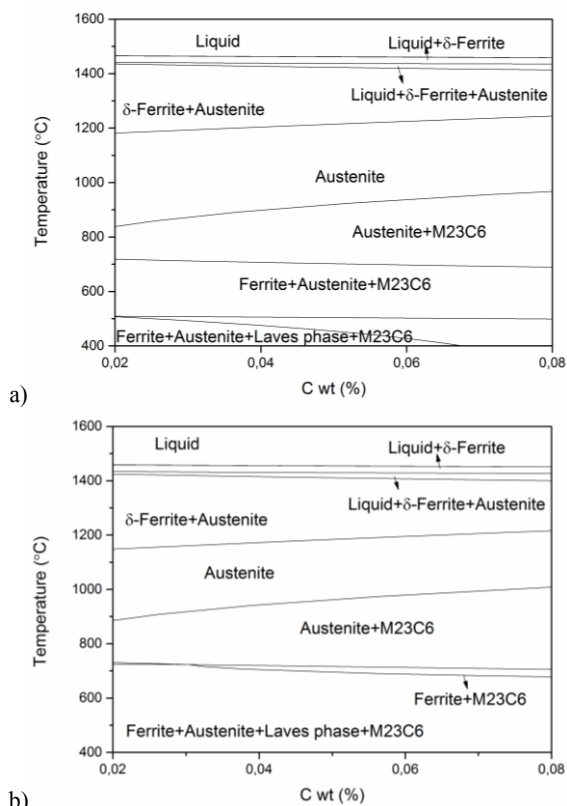 1600
Liquid
Liquid+δ-Ferrite
1400
Liquid+δ-Ferrite+Austenite
δ-Ferrite+Austenite
1200
Austenite
1000
Temperature (°C)
800
Austenite+M23C6
Ferrite+Austenite+M23C6
600
Ferrite+Austenite+Laves phase+M23C6
400
0,02 0,04 0,06 0,08
C wt (%)
a)
1600
Liquid
Liquid+δ-Ferrite
1400
Liquid+δ-Ferrite+Austenite
δ-Ferrite+Austenite
1200
Austenite
1000
Temperature (°C)
Austenite+M23C6
800
Ferrite+M23C6
600
Ferrite+Austenite+Laves phase+M23C6
400
0,02 0,04 0,06 0,08
C wt (%)
b)